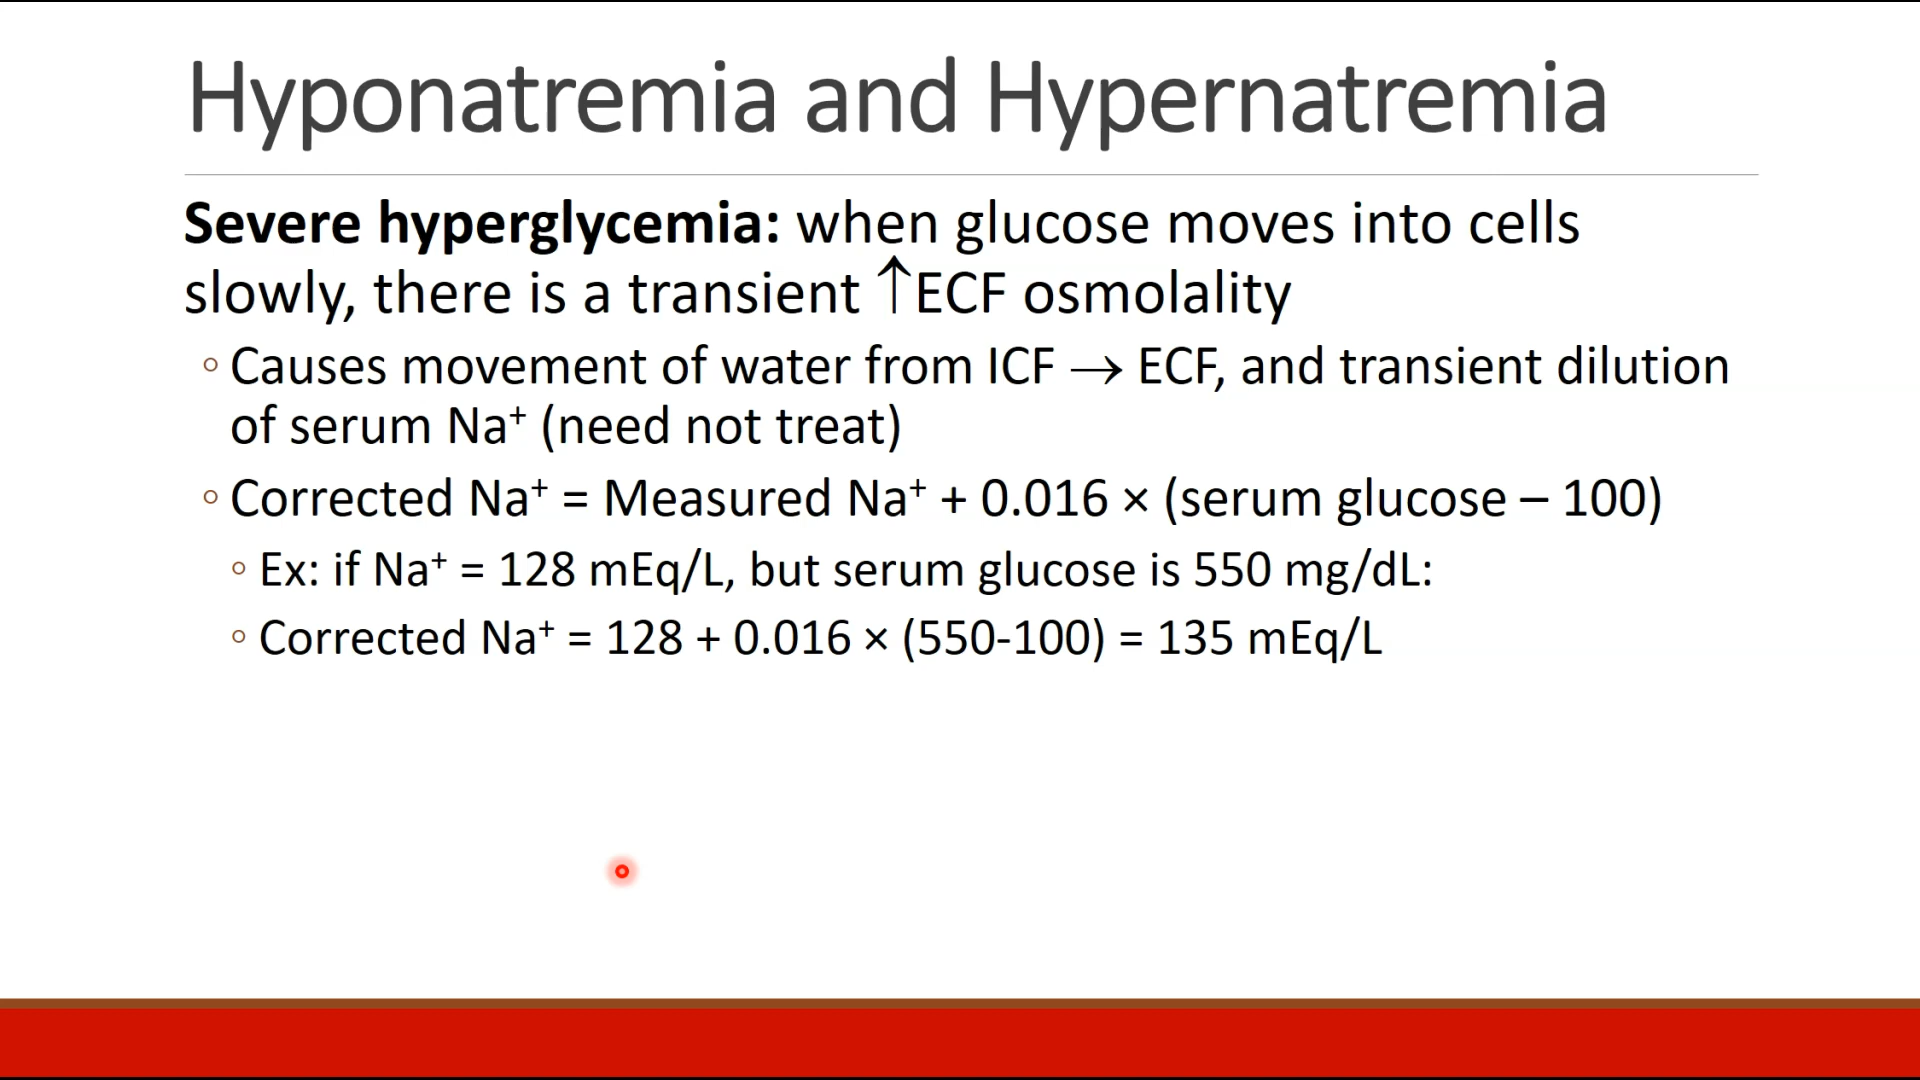 Hyponatremia and Hypernatremia
Severe hyperglycemia: when glucose moves into cells
slowly, there is a transient ↑ECF osmolality
◦ Causes movement of water from ICF → ECF, and transient dilution
of serum Na⁺ (need not treat)
◦ Corrected Na⁺ = Measured Na⁺ + 0.016 × (serum glucose – 100)
◦ Ex: if Na⁺ = 128 mEq/L, but serum glucose is 550 mg/dL:
◦ Corrected Na⁺ = 128 + 0.016 × (550-100) = 135 mEq/L